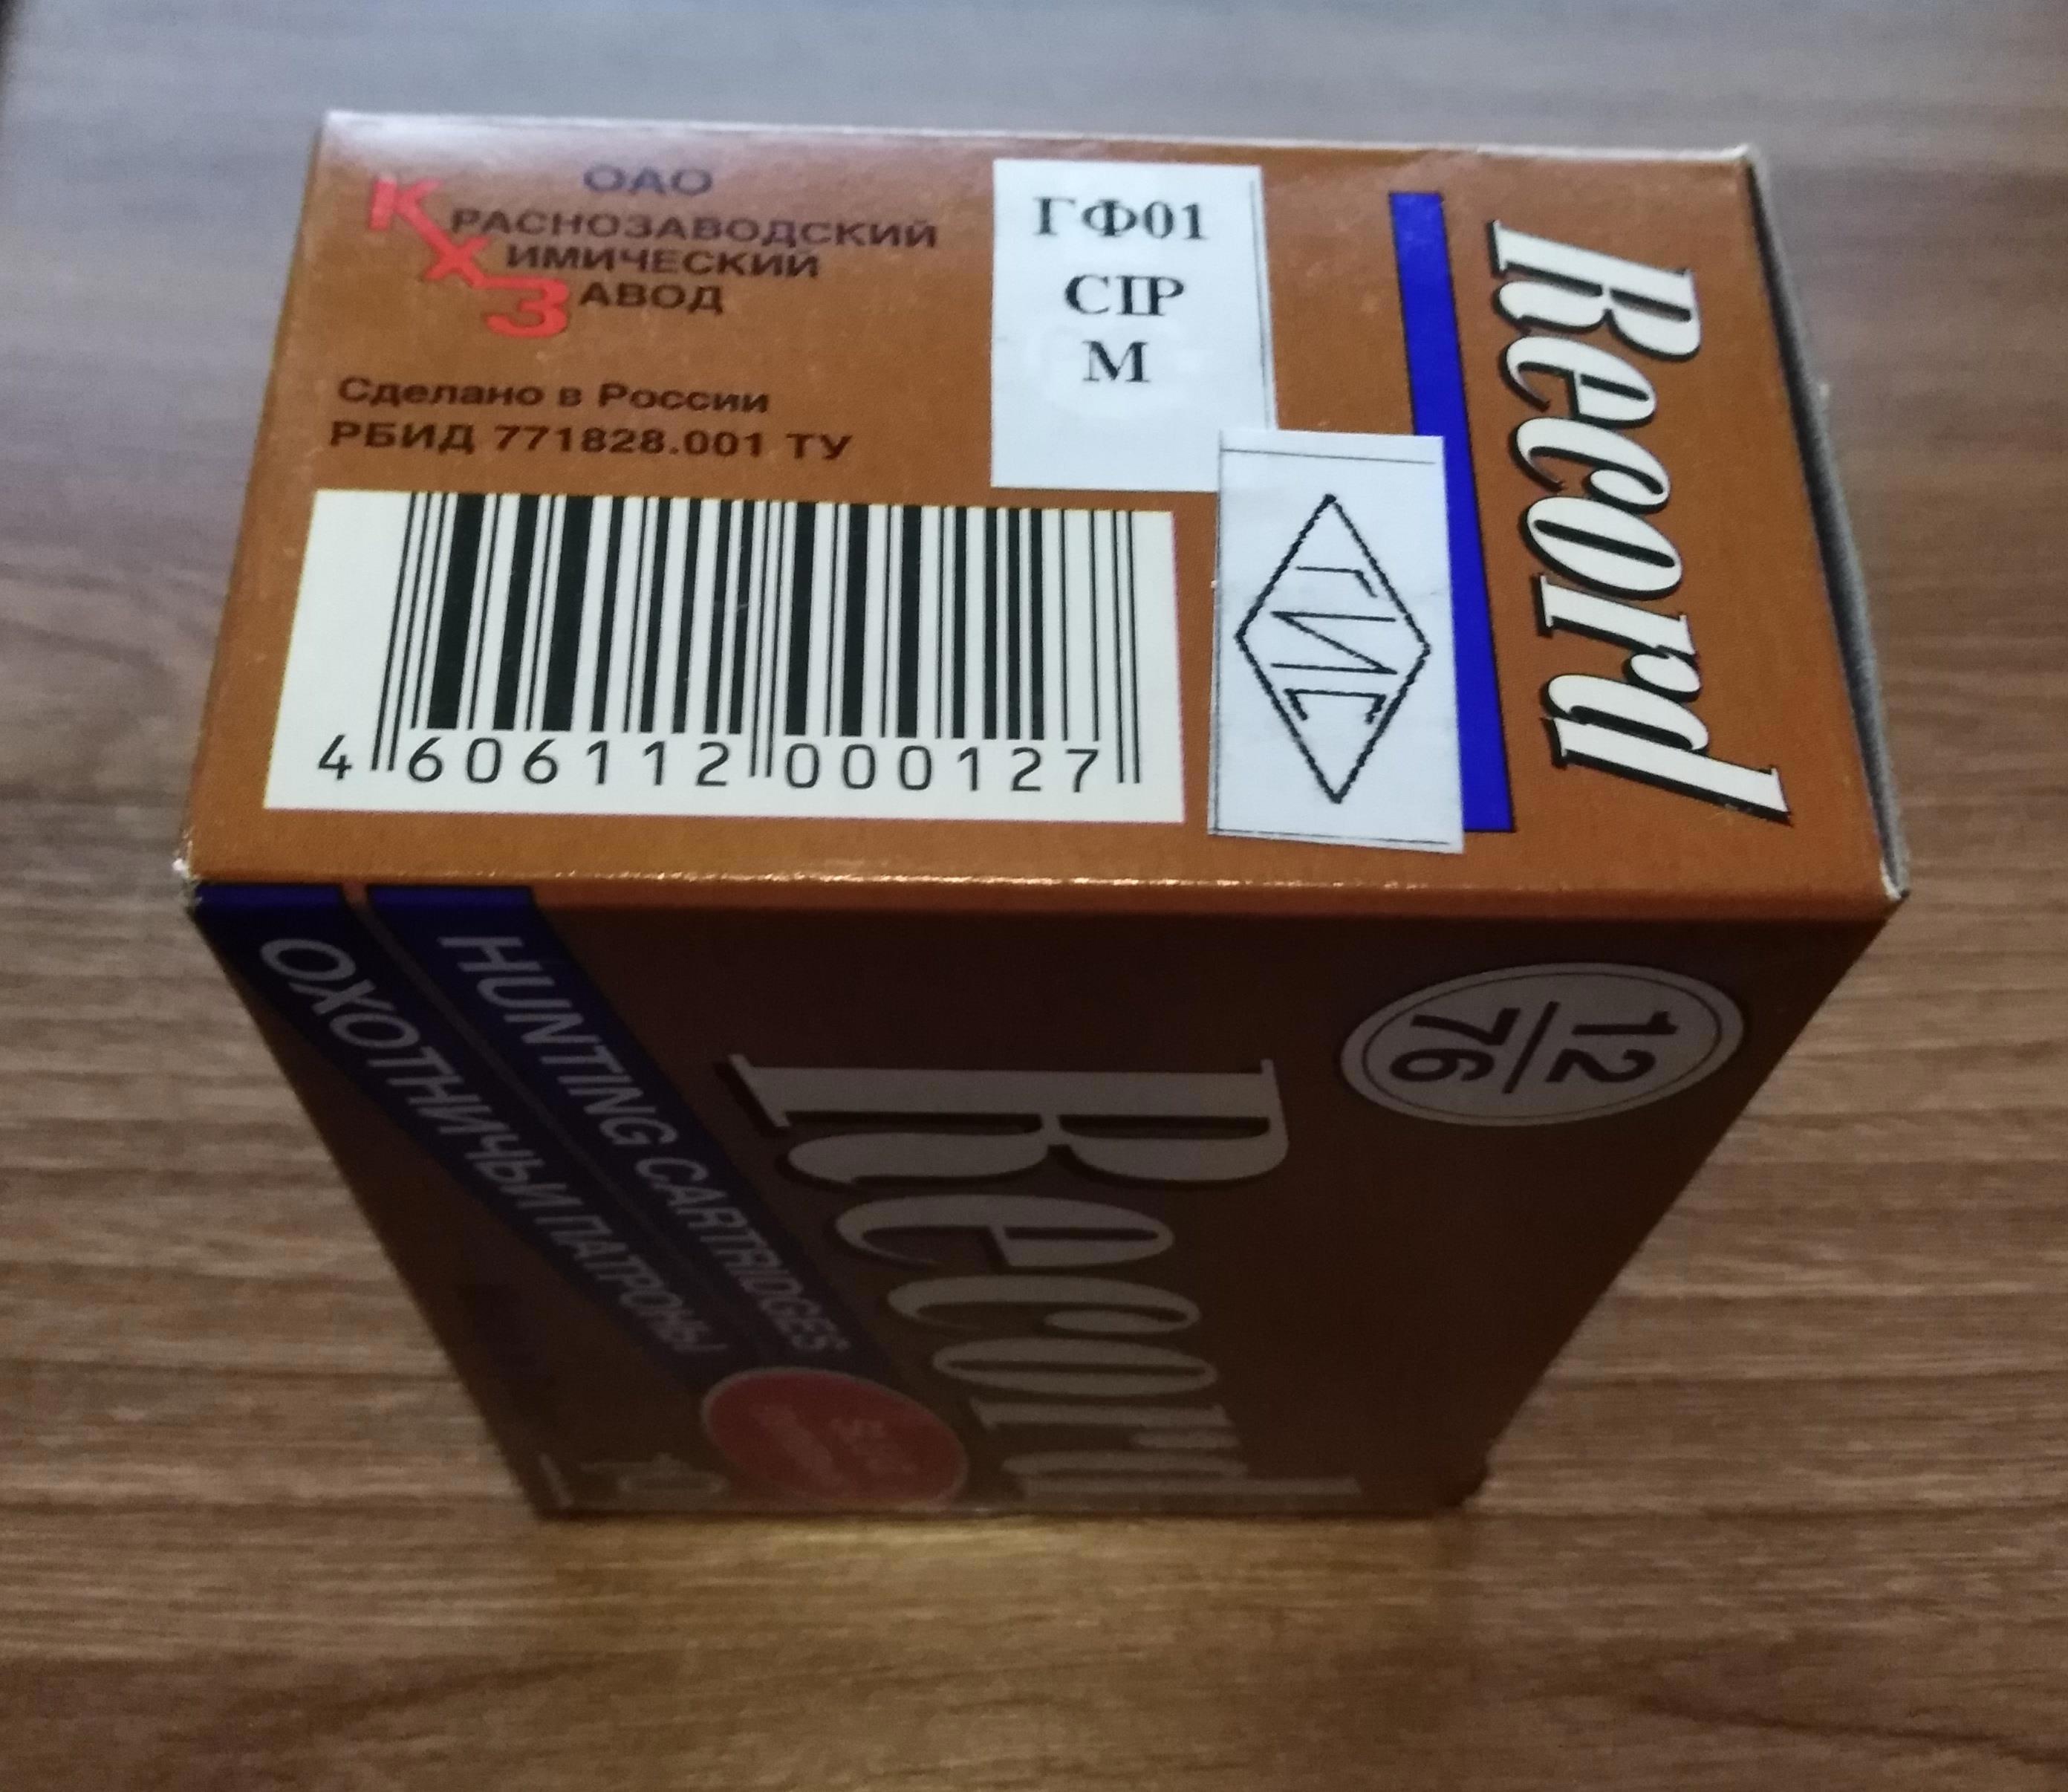 ОАО
КРАСНОЗАВОДСКИЙ
ХИМИЧЕСКИЙ
ЗАВОД
Сделано в России
РБИД 771828.001 ТУ
4 606112 000127
ГФ01
CIP
М
ГИС
Record
12/76
Record
HUNTING CARTRIDGES
ОХОТНИЧЬИ ПАТРОНЫ